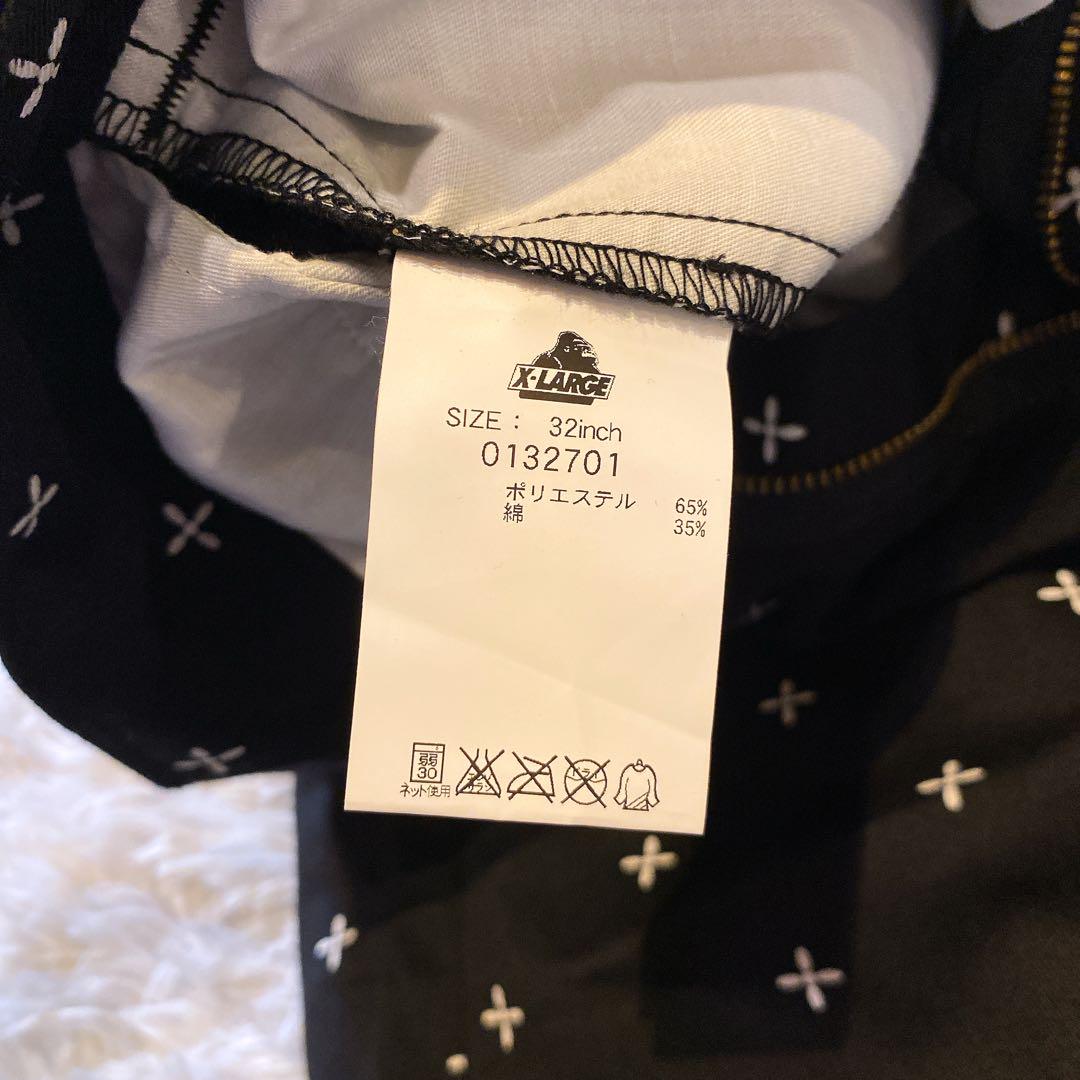 X-LARGE
SIZE : 32inch
0132701
ポリエステル 65%
綿 35%
弱
30
ネット使用